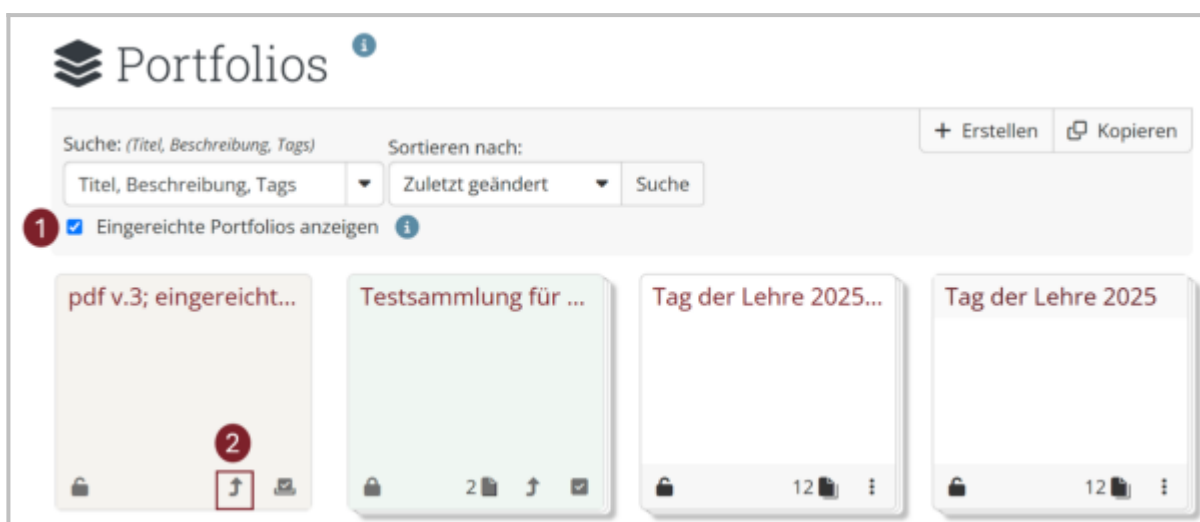 Portfolios
+ Erstellen
Kopieren
Suche: (Titel, Beschreibung, Tags)
Sortieren nach:
Titel, Beschreibung, Tags
Zuletzt geändert
Suche
1
Eingereichte Portfolios anzeigen
pdf v.3; eingereicht...
Testsammlung für ...
Tag der Lehre 2025...
Tag der Lehre 2025
2
2
12
12